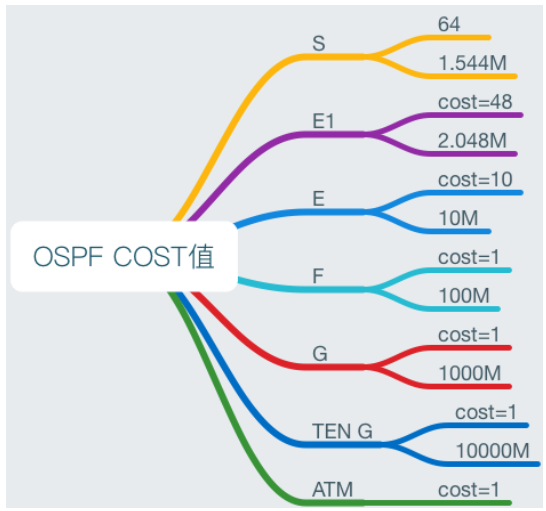 OSPF COST值
S
64
1.544M
E1
cost=48
2.048M
E
cost=10
10M
F
cost=1
100M
G
cost=1
1000M
TEN G
cost=1
10000M
ATM
cost=1